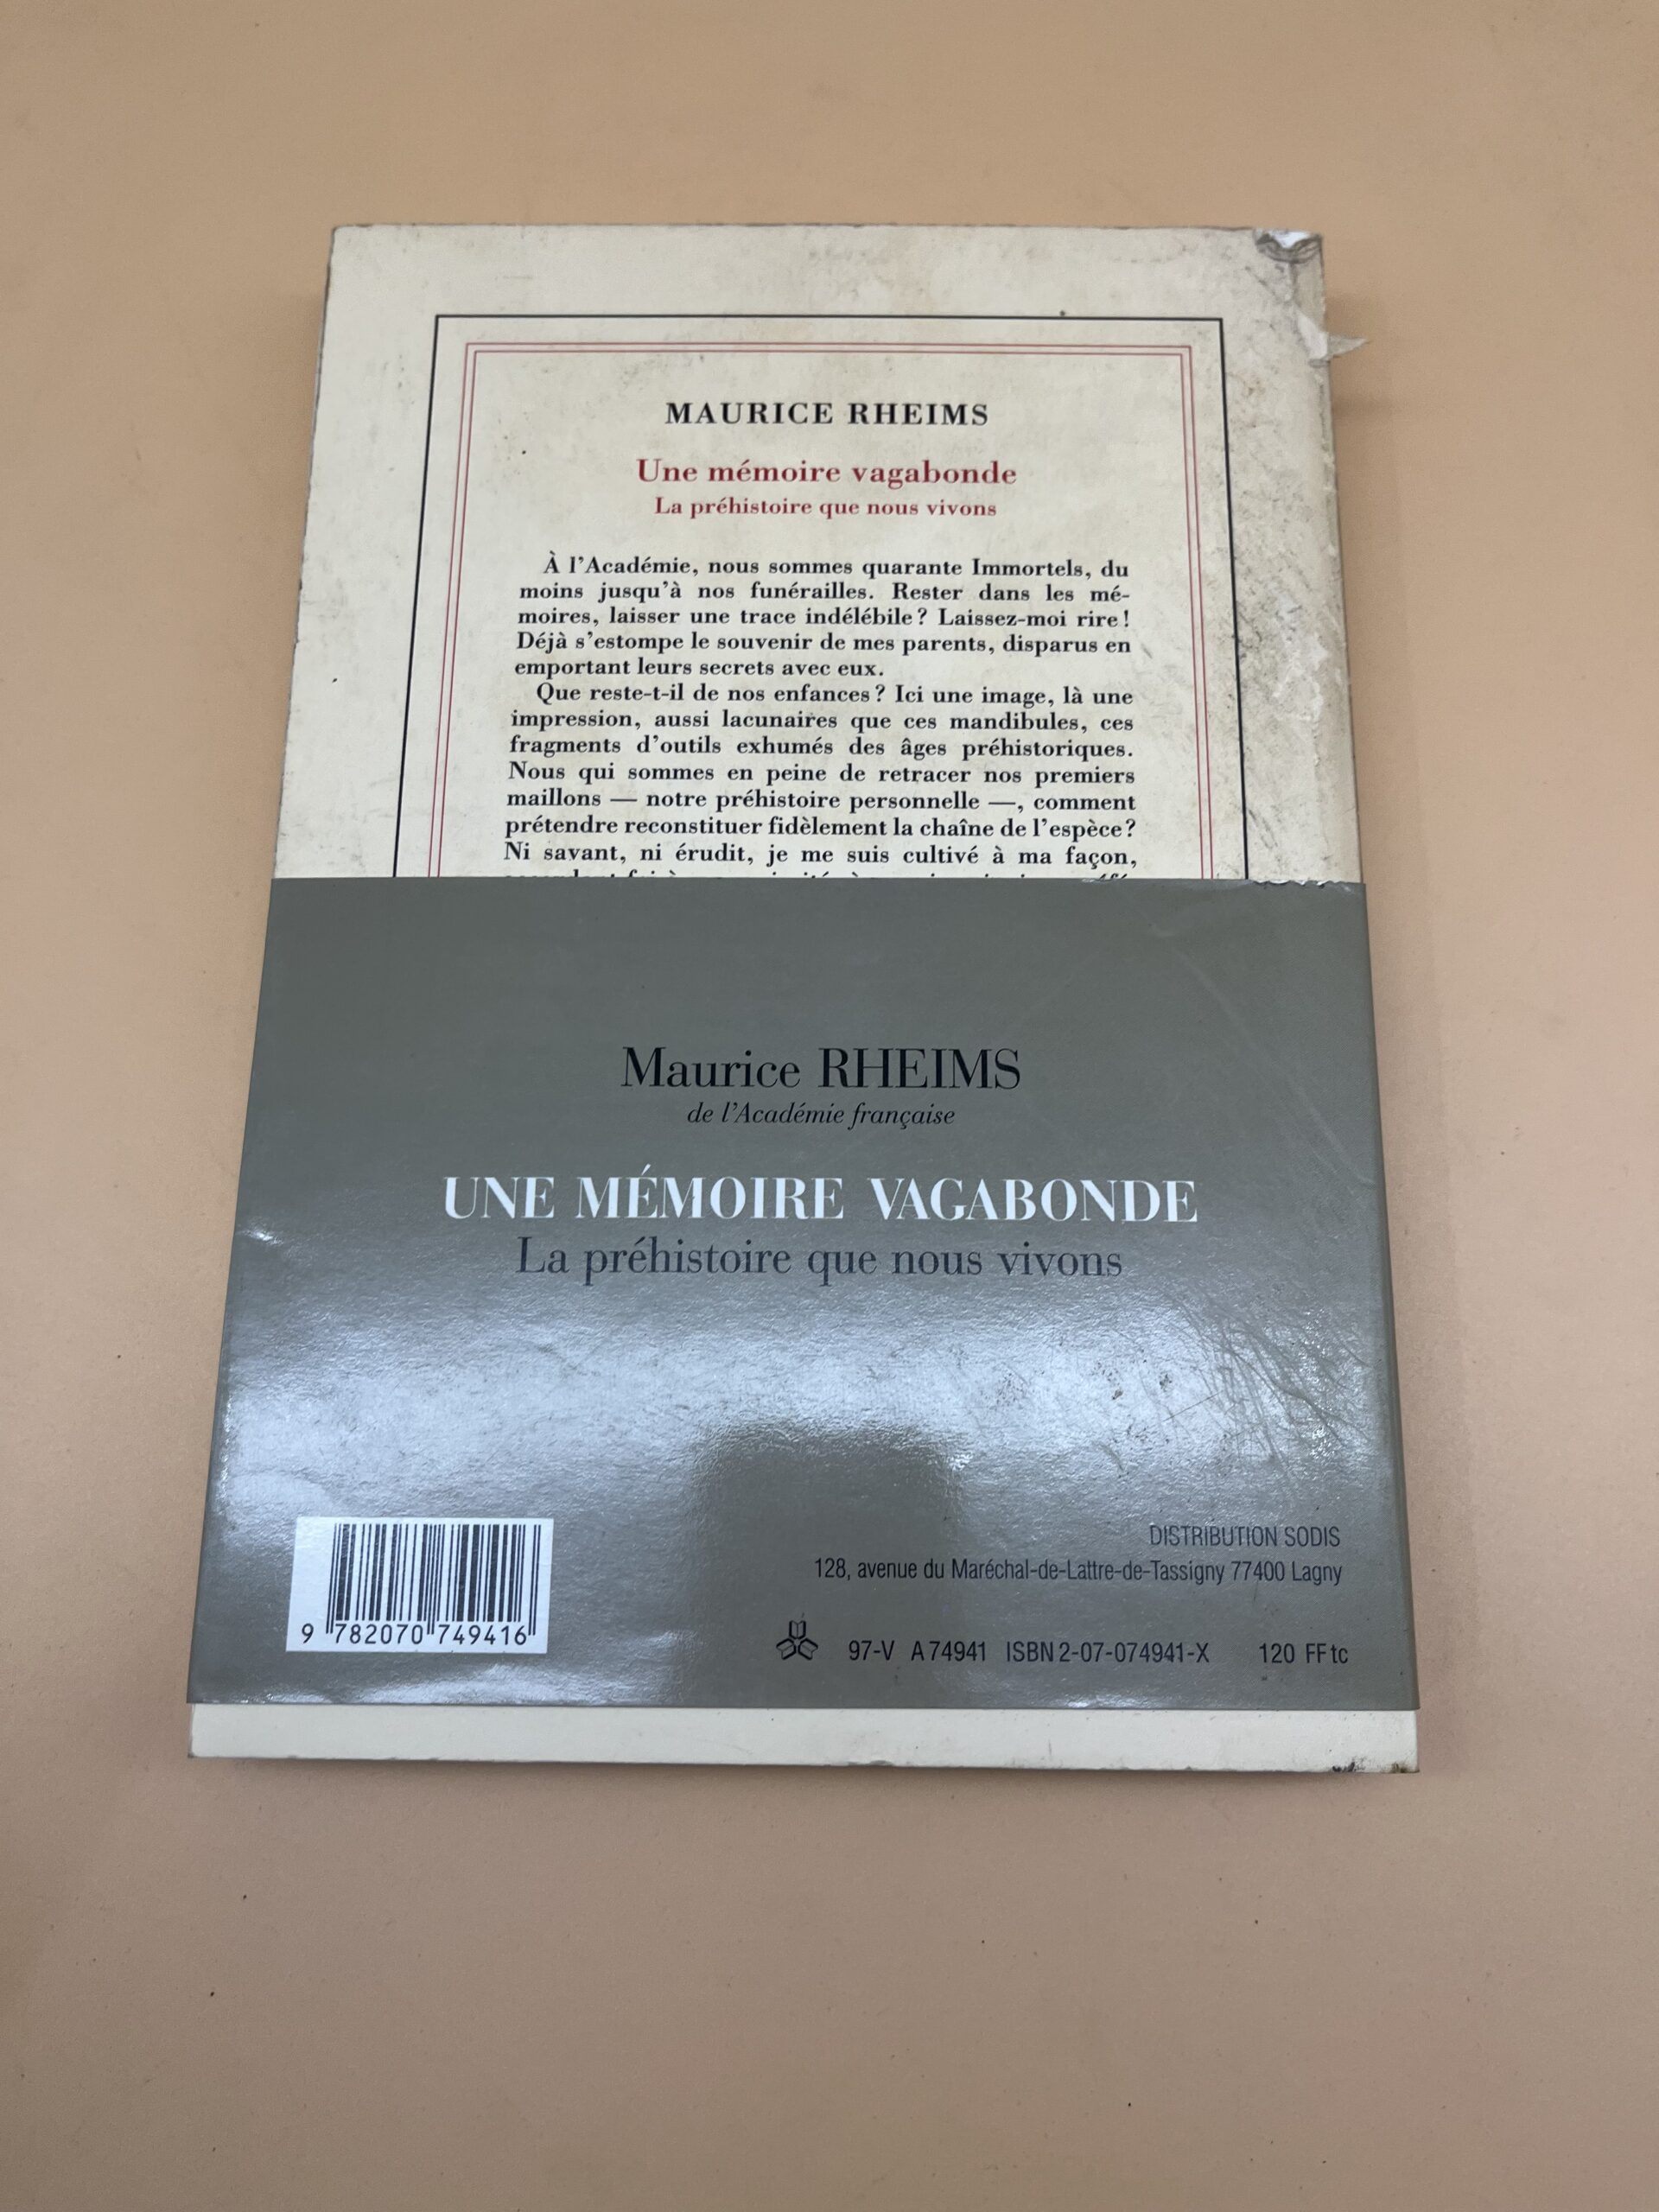 MAURICE RHEIMS
Une mémoire vagabonde
La préhistoire que nous vivons
À l'Académie, nous sommes quarante Immortels, du
moins jusqu'à nos funérailles. Rester dans les mé-
moires, laisser une trace indélébile ? Laissez-moi rire !
Déjà s'estompe le souvenir de mes parents, disparus en
emportant leurs secrets avec eux.
Que reste-t-il de nos enfances ? Ici une image, là une
impression, aussi lacunaires que ces mandibules, ces
fragments d'outils exhumés des âges préhistoriques.
Nous qui sommes en peine de retracer nos premiers
maillons — notre préhistoire personnelle —, comment
prétendre reconstituer fidèlement la chaîne de l'espèce ?
Ni savant, ni érudit, je me suis cultivé à ma façon,
Maurice RHEIMS
de l'Académie française
UNE MÉMOIRE VAGABONDE
La préhistoire que nous vivons
DISTRIBUTION SODIS
128, avenue du Maréchal-de-Lattre-de-Tassigny 77400 Lagny
9 782070 749416
97-V A 74941 ISBN 2-07-074941-X 120 FF tc